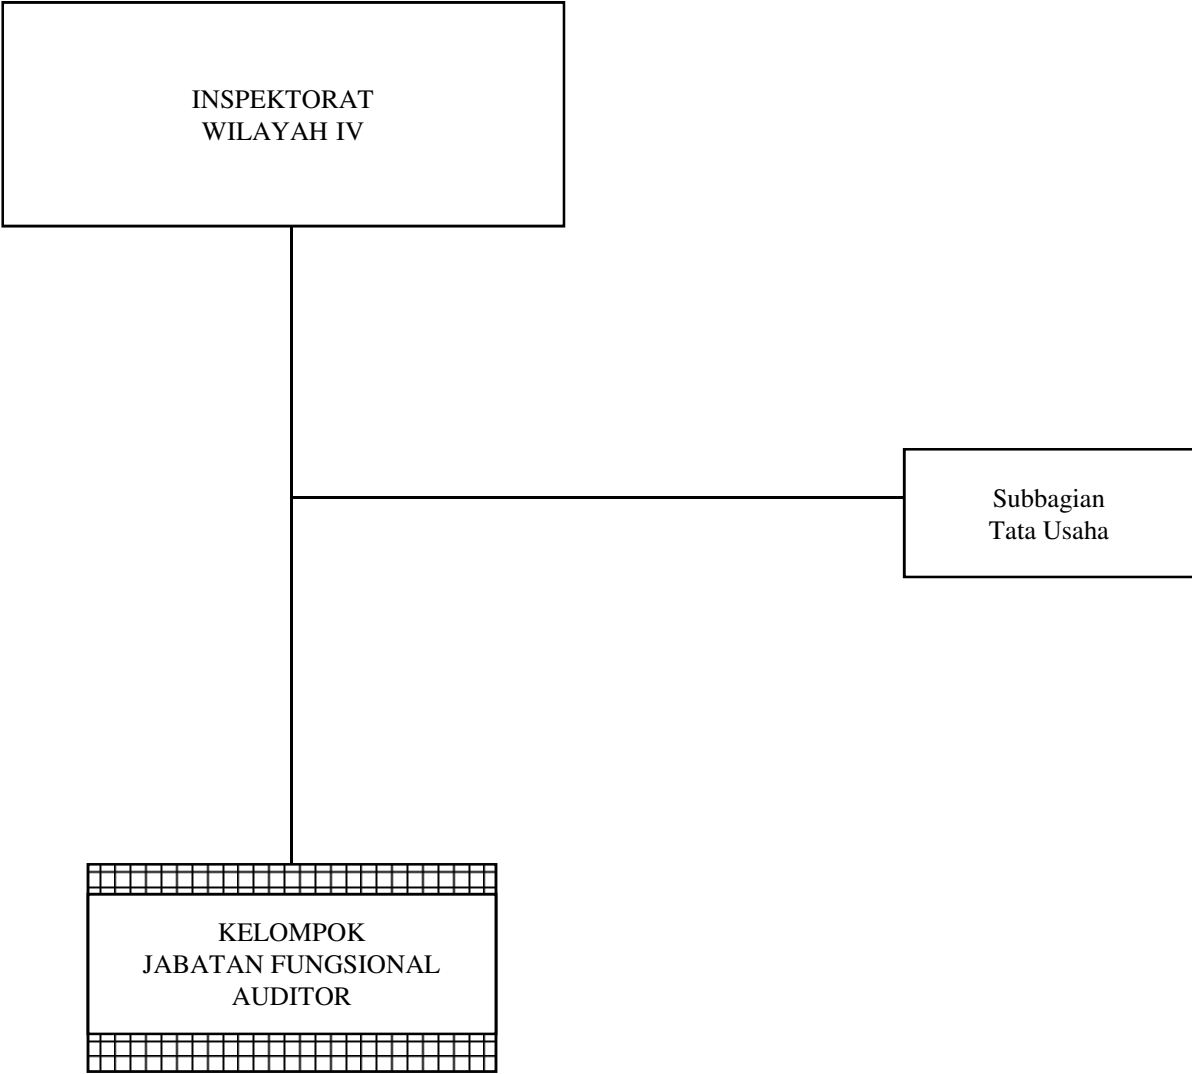 INSPEKTORAT
WILAYAH IV
Subbagian
Tata Usaha
KELOMPOK
JABATAN FUNGSIONAL
AUDITOR